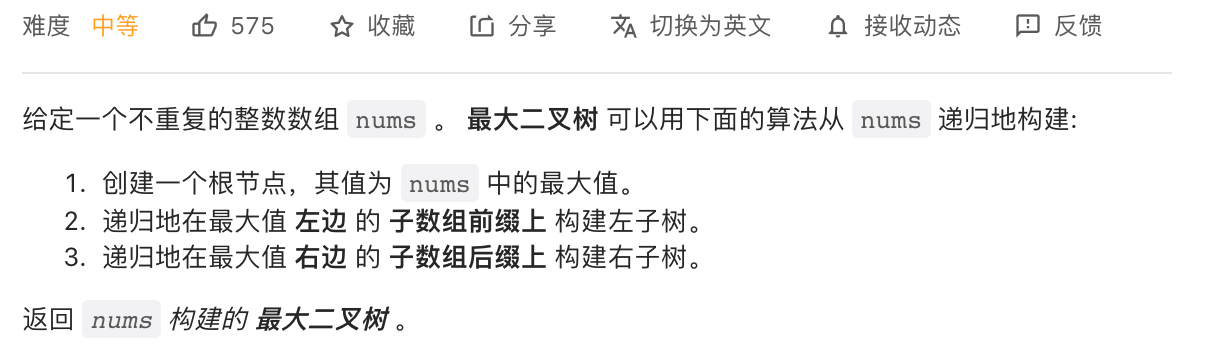 难度 中等 575 收藏 分享 切换为英文 接收动态 反馈
给定一个不重复的整数数组 nums 。 最大二叉树 可以用下面的算法从 nums 递归地构建:
1. 创建一个根节点，其值为 nums 中的最大值。
2. 递归地在最大值 左边 的 子数组前缀上 构建左子树。
3. 递归地在最大值 右边 的 子数组后缀上 构建右子树。
返回 nums 构建的 最大二叉树 。